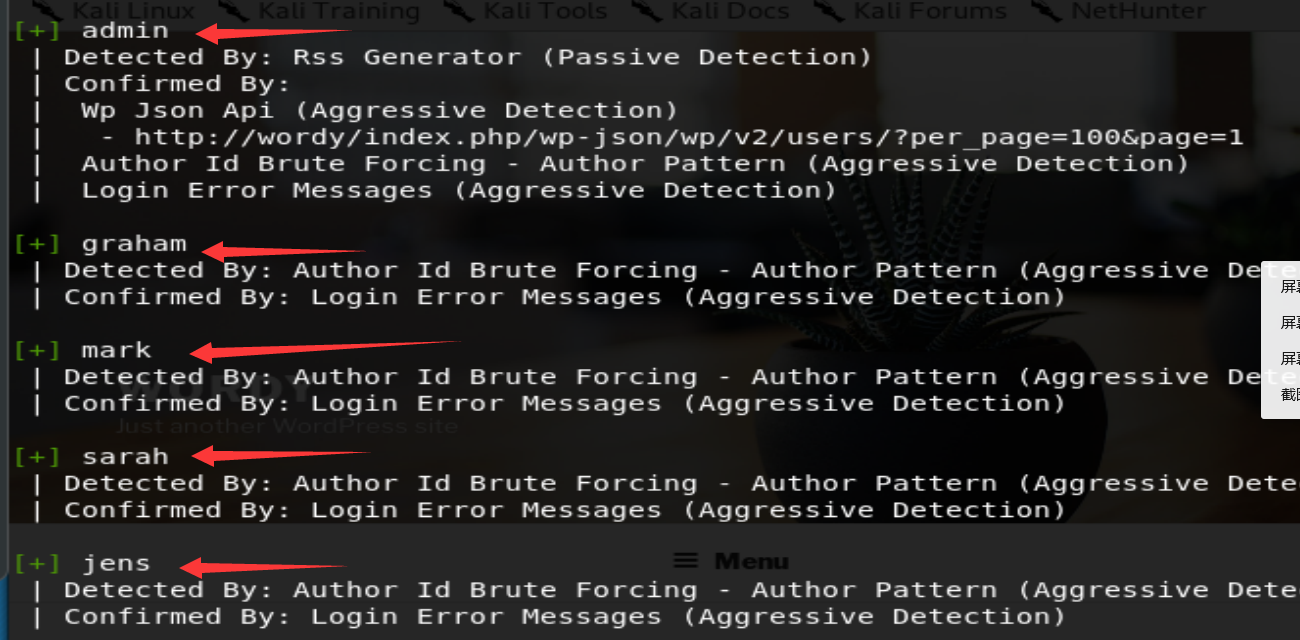 Kali Linux Kali Training Kali Tools Kali Docs Kali Forums NetHunter
[+] admin
| Detected By: Rss Generator (Passive Detection)
| Confirmed By:
| Wp Json Api (Aggressive Detection)
| - http://wordy/index.php/wp-json/wp/v2/users/?per_page=100&page=1
| Author Id Brute Forcing - Author Pattern (Aggressive Detection)
| Login Error Messages (Aggressive Detection)
[+] graham
| Detected By: Author Id Brute Forcing - Author Pattern (Aggressive Dete
| Confirmed By: Login Error Messages (Aggressive Detection)
屏
[+] mark
屏
屏
| Detected By: Author Id Brute Forcing - Author Pattern (Aggressive Dete
WORDY
截
| Confirmed By: Login Error Messages (Aggressive Detection)
Just another WordPress site
[+] sarah
| Detected By: Author Id Brute Forcing - Author Pattern (Aggressive Dete
| Confirmed By: Login Error Messages (Aggressive Detection)
[+] jens
Menu
| Detected By: Author Id Brute Forcing - Author Pattern (Aggressive Dete
| Confirmed By: Login Error Messages (Aggressive Detection)